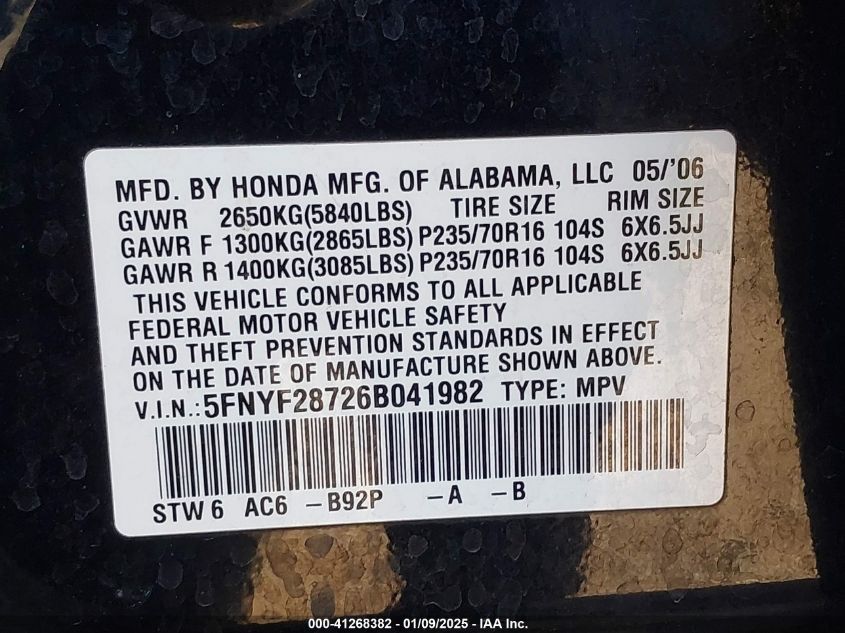 MFD. BY HONDA MFG. OF ALABAMA, LLC 05/'06
GVWR 2650KG(5840LBS) TIRE SIZE RIM SIZE
GAWR F 1300KG(2865LBS) P235/70R16 104S 6X6.5JJ
GAWR R 1400KG(3085LBS) P235/70R16 104S 6X6.5JJ
THIS VEHICLE CONFORMS TO ALL APPLICABLE
FEDERAL MOTOR VEHICLE SAFETY
AND THEFT PREVENTION STANDARDS IN EFFECT
ON THE DATE OF MANUFACTURE SHOWN ABOVE.
V.I.N.:5FNYF28726B041982 TYPE: MPV
STW6 AC6 -B92P -A -B
000-41268382 - 01/09/2025 - IAA Inc.